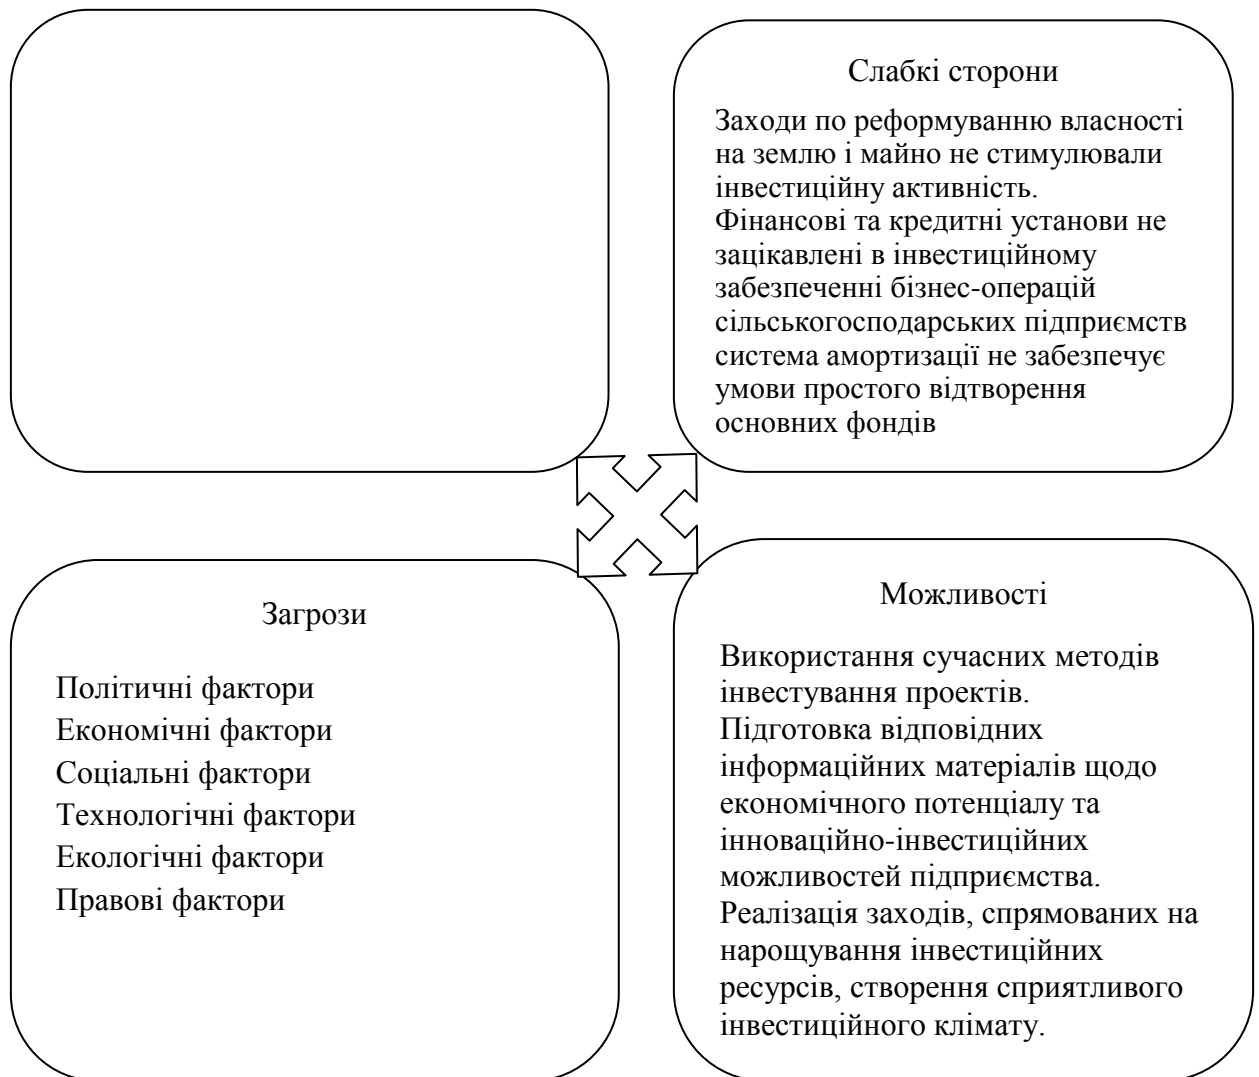 Слабкі сторони
Заходи по реформуванню власності
на землю і майно не стимулювали
інвестиційну активність.
Фінансові та кредитні установи не
зацікавлені в інвестиційному
забезпеченні бізнес-операцій
сільськогосподарських підприємств
система амортизації не забезпечує
умови простого відтворення
основних фондів
Загрози
Політичні фактори
Економічні фактори
Соціальні фактори
Технологічні фактори
Екологічні фактори
Правові фактори
Можливості
Використання сучасних методів
інвестування проектів.
Підготовка відповідних
інформаційних матеріалів щодо
економічного потенціалу та
інноваційно-інвестиційних
можливостей підприємства.
Реалізація заходів, спрямованих на
нарощування інвестиційних
ресурсів, створення сприятливого
інвестиційного клімату.